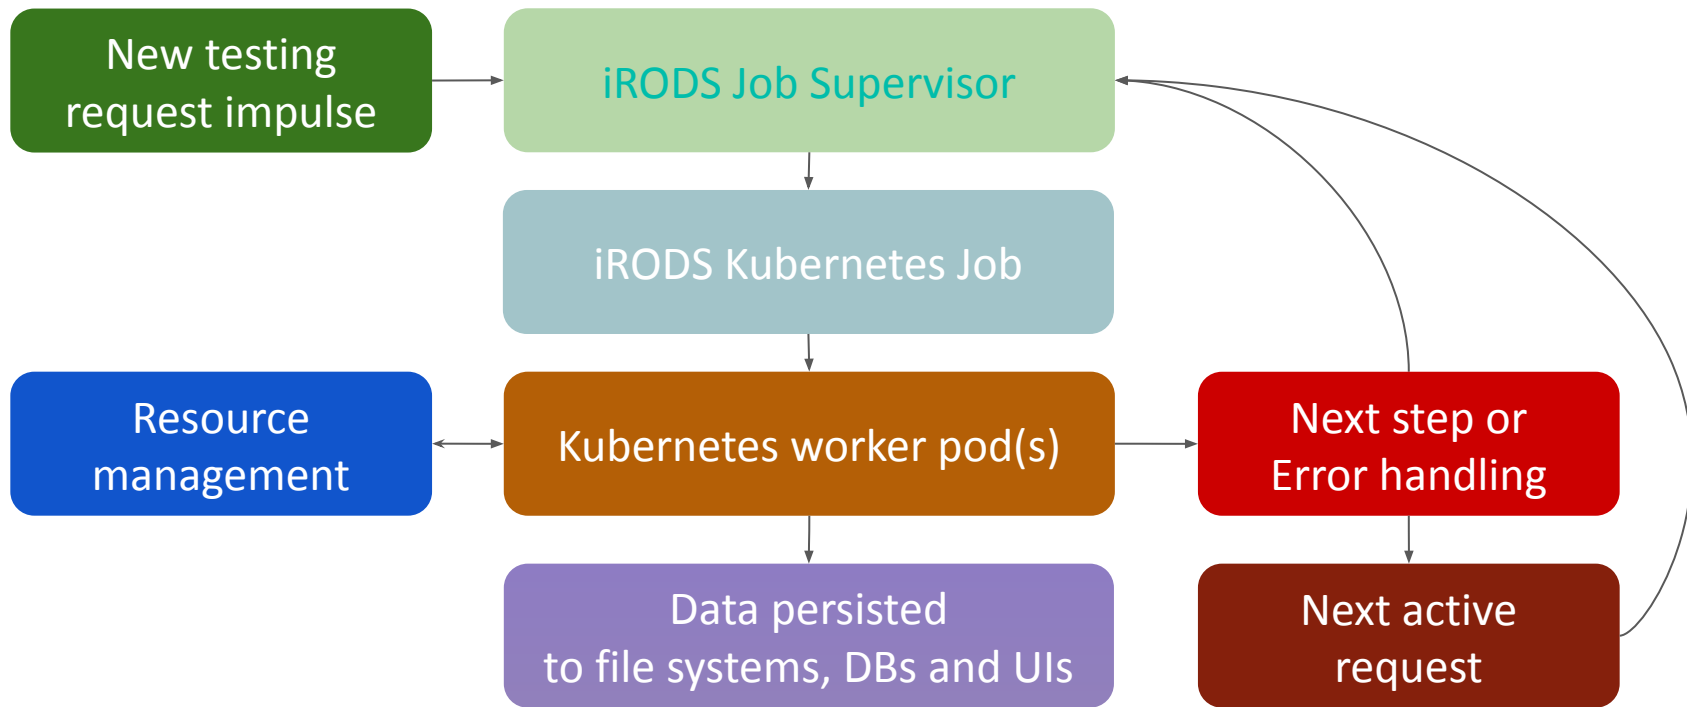 New testing
request impulse
iRODS Job Supervisor
iRODS Kubernetes Job
Resource
management
Kubernetes worker pod(s)
Next step or
Error handling
Data persisted
to file systems, DBs and UIs
Next active
request